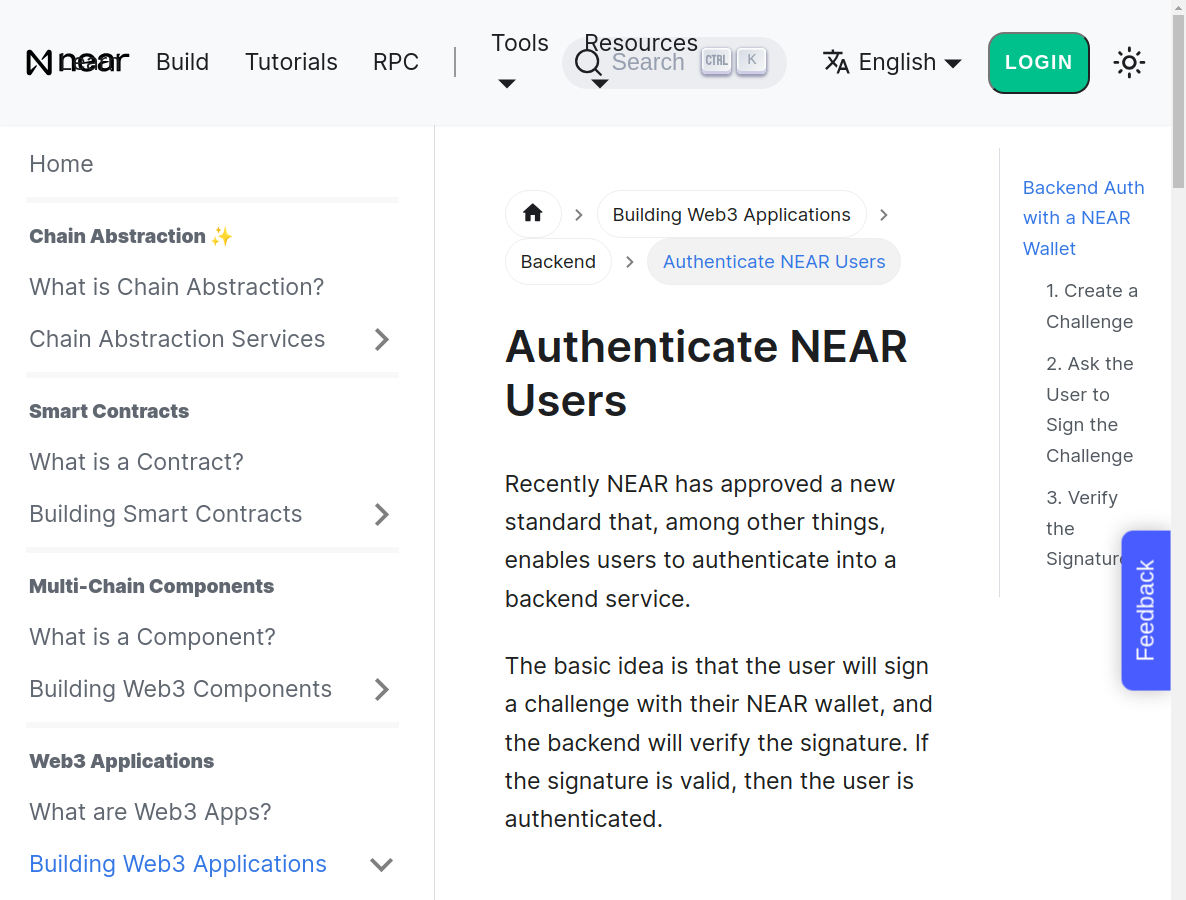 near
Learn
Build
Tutorials
RPC
Tools
Resources
Search
CTRL
K
English
LOGIN
Home
Chain Abstraction ✨
What is Chain Abstraction?
Chain Abstraction Services
Smart Contracts
What is a Contract?
Building Smart Contracts
Multi-Chain Components
What is a Component?
Building Web3 Components
Web3 Applications
What are Web3 Apps?
Building Web3 Applications
Building Web3 Applications
Backend
Authenticate NEAR Users
Authenticate NEAR
Users
Recently NEAR has approved a new
standard that, among other things,
enables users to authenticate into a
backend service.
The basic idea is that the user will sign
a challenge with their NEAR wallet, and
the backend will verify the signature. If
the signature is valid, then the user is
authenticated.
Backend Auth
with a NEAR
Wallet
1. Create a
Challenge
2. Ask the
User to
Sign the
Challenge
3. Verify
the
Signature
Feedback